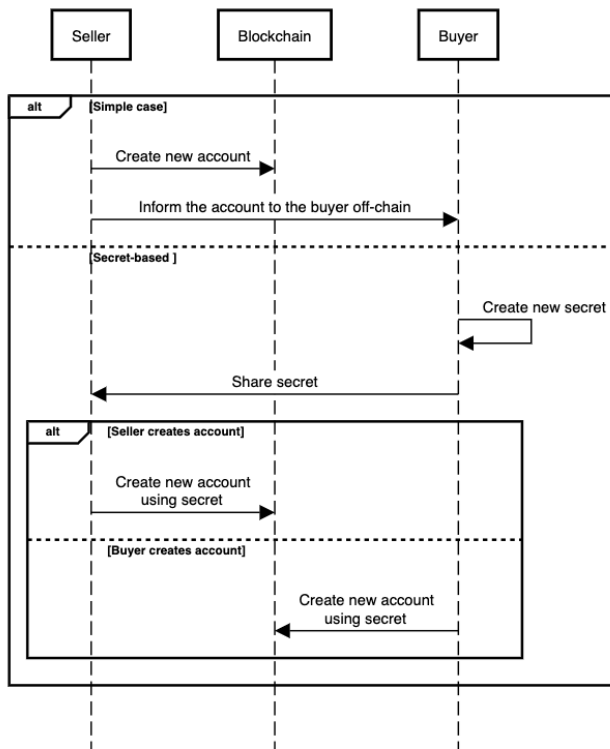 Seller
Blockchain
Buyer
alt
[Simple case]
Create new account
Inform the account to the buyer off-chain
[Secret-based ]
Create new secret
Share secret
alt
[Seller creates account]
Create new account
using secret
[Buyer creates account]
Create new account
using secret